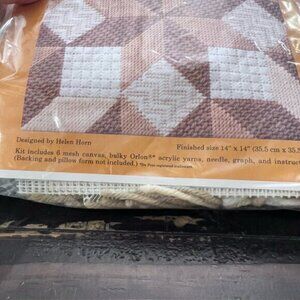 Designed by Helen Horn
Finished size 14" x 14" (35.5 cm x 35.5
Kit includes 6 mesh canvas, bulky Orlon®* acrylic yarns, needle, graph, and instruct
(Backing and pillow form not included.) *Du Pont registered trademark.